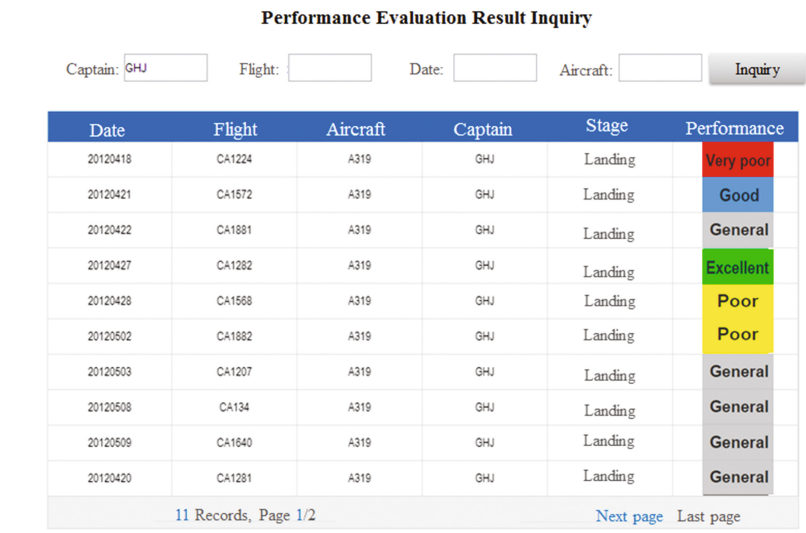 Performance Evaluation Result Inquiry
Captain: GHJ Flight: Date: Aircraft: Inquiry
Date Flight Aircraft Captain Stage Performance
20120418 CA1224 A319 GHJ Landing Very poor
20120421 CA1572 A319 GHJ Landing Good
20120422 CA1881 A319 GHJ Landing General
20120427 CA1282 A319 GHJ Landing Excellent
20120428 CA1568 A319 GHJ Landing Poor
20120502 CA1882 A319 GHJ Landing Poor
20120503 CA1207 A319 GHJ Landing General
20120508 CA134 A319 GHJ Landing General
20120509 CA1640 A319 GHJ Landing General
20120420 CA1281 A319 GHJ Landing General
11 Records, Page 1/2 Next page Last page